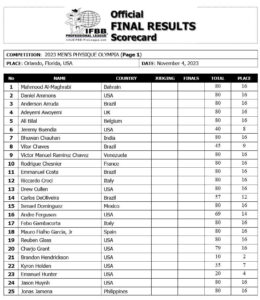 IFBB
PROFESSIONAL LEAGUE
Official
FINAL RESULTS
Scorecard
COMPETITION: 2023 MEN'S PHYSIQUE OLYMPIA (Page 1)
PLACE: Orlando, Florida, USA DATE: November 4, 2023
No NAME COUNTRY JUDGING FINALS TOTAL PLACE
1 Mahmood Al-Maghrabi Bahrain 80 16
2 Daniel Ammons USA 80 16
3 Anderson Arruda Brazil 80 16
4 Adeyemi Awoyemi UK 80 16
5 Ali Bilal Belgium 80 16
6 Jeremy Buendia USA 40 8
7 Bhuwan Chauhan India 80 16
8 Vitor Chaves Brazil 45 9
9 Victor Manuel Ramirez Chavez Venezuela 80 16
10 Rodrigue Chesnier France 80 16
11 Emmanuel Costa Brazil 80 16
12 Riccardo Croci Italy 80 16
13 Drew Cullen USA 80 16
14 Carlos DeOliveira Brazil 57 12
15 Ismael Dominguez Mexico 80 16
16 Andre Ferguson USA 69 14
17 Febo Gambacorta Italy 80 16
18 Mauro Fialho Garcia, Jr Spain 80 16
19 Reuben Glass USA 80 16
20 Charjo Grant USA 79 16
21 Brandon Hendrickson USA 10 2
22 Kyron Holden USA 35 7
23 Emanuel Hunter USA 20 4
24 Jason Huynh USA 80 16
25 Jonas Jamena Philippines 80 16